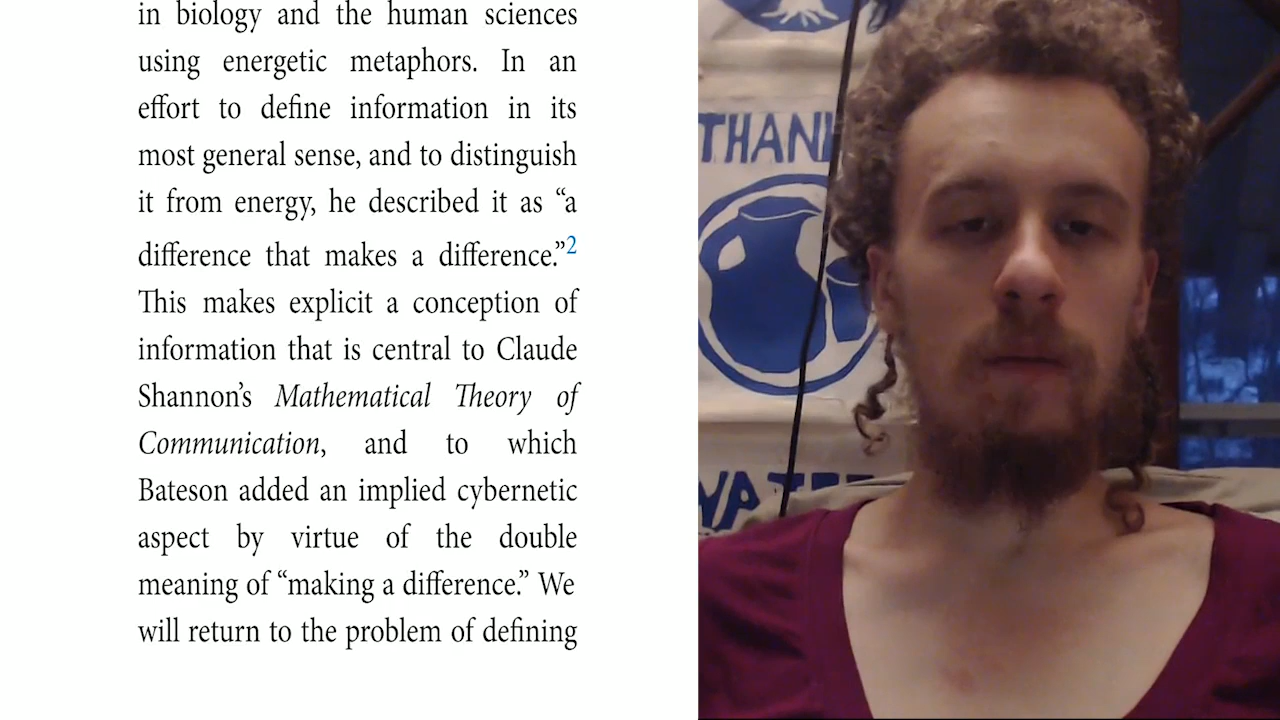 in biology and the human sciences
using energetic metaphors. In an
effort to define information in its
most general sense, and to distinguish
it from energy, he described it as “a
difference that makes a difference.”2
This makes explicit a conception of
information that is central to Claude
Shannon’s Mathematical Theory of
Communication, and to which
Bateson added an implied cybernetic
aspect by virtue of the double
meaning of “making a difference.” We
will return to the problem of defining
THAN